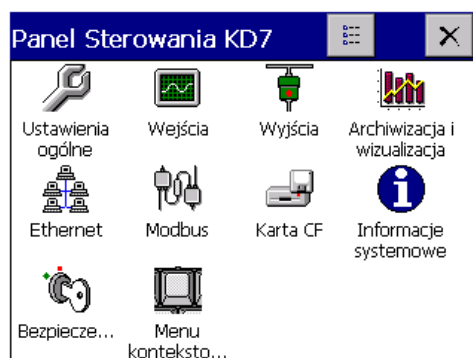 Panel Sterowania KD7
Ustawienia ogólne
Wejścia
Wyjścia
Archiwizacja i wizualizacja
Ethernet
Modbus
Karta CF
Informacje systemowe
Bezpiecze...
Menu konteksto...